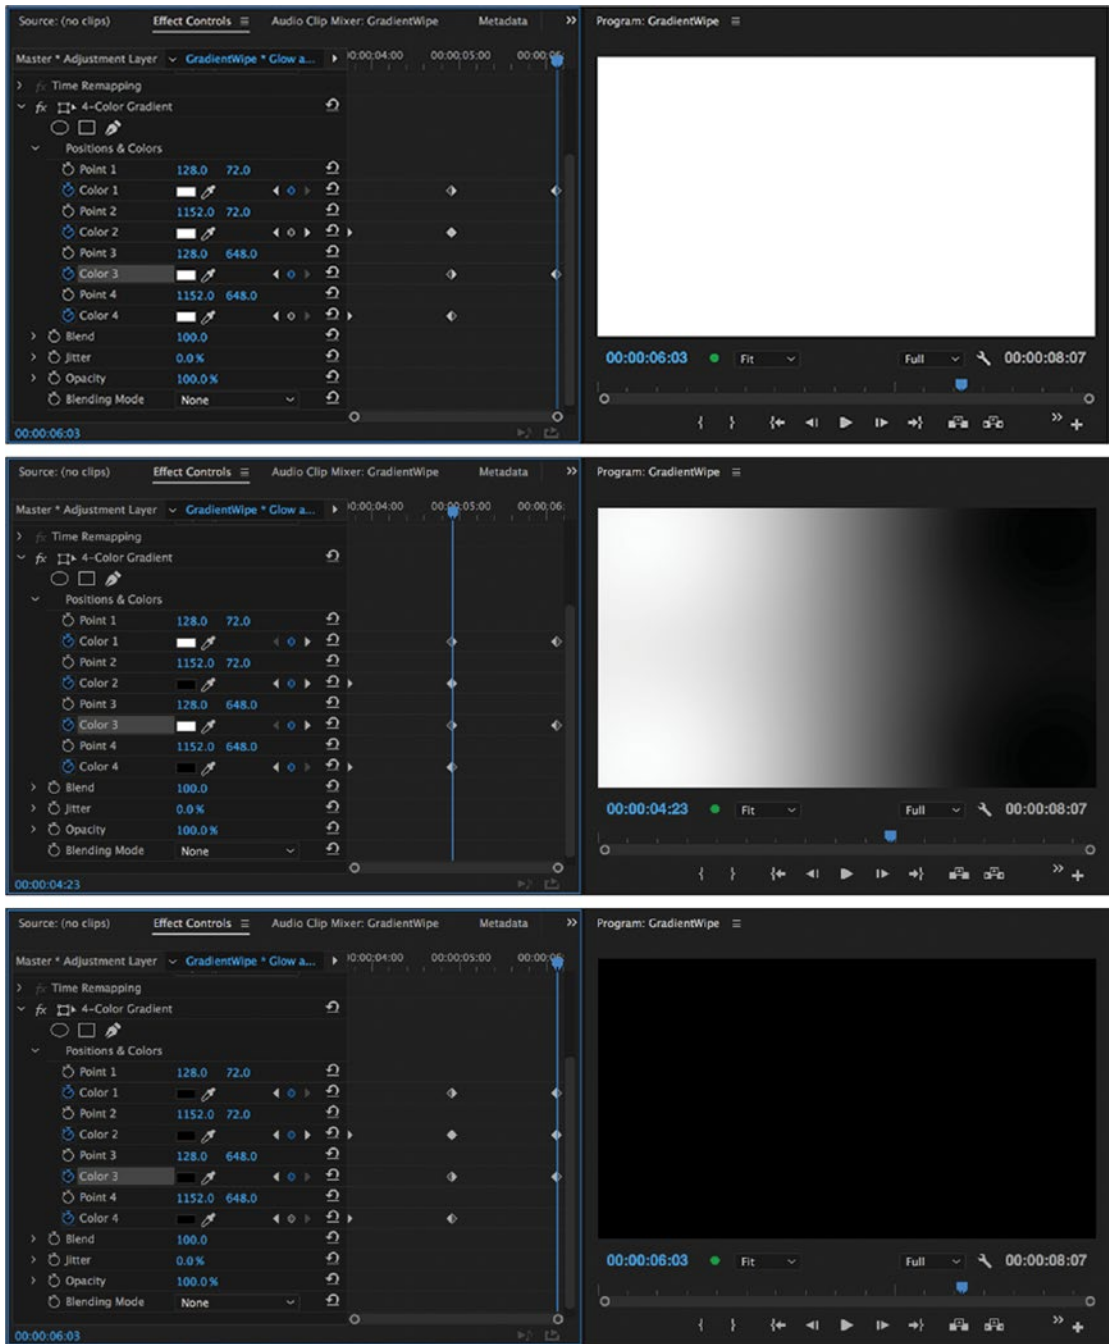 Source: (no clips) Effect Controls Audio Clip Mixer: GradientWipe Metadata Program: GradientWipe
Master * Adjustment Layer GradientWipe * Glow a... 00:00:04:00 00:00:05:00
fx Time Remapping
fx 4-Color Gradient
Positions & Colors
Point 1 128.0 72.0
Color 1
Point 2 1152.0 72.0
Color 2
Point 3 128.0 648.0
Color 3
Point 4 1152.0 648.0
Color 4
Blend 100.0
Jitter 0.0 %
Opacity 100.0 %
Blending Mode None
00:00:06:03 Fit Full 00:00:08:07
00:00:06:03
Source: (no clips) Effect Controls Audio Clip Mixer: GradientWipe Metadata Program: GradientWipe
Master * Adjustment Layer GradientWipe * Glow a... 00:00:04:00 00:00:05:00 00:00:06:
fx Time Remapping
fx 4-Color Gradient
Positions & Colors
Point 1 128.0 72.0
Color 1
Point 2 1152.0 72.0
Color 2
Point 3 128.0 648.0
Color 3
Point 4 1152.0 648.0
Color 4
Blend 100.0
Jitter 0.0 %
Opacity 100.0 %
Blending Mode None
00:00:04:23 Fit Full 00:00:08:07
00:00:04:23
Source: (no clips) Effect Controls Audio Clip Mixer: GradientWipe Metadata Program: GradientWipe
Master * Adjustment Layer GradientWipe * Glow a... 00:00:04:00 00:00:05:00
fx Time Remapping
fx 4-Color Gradient
Positions & Colors
Point 1 128.0 72.0
Color 1
Point 2 1152.0 72.0
Color 2
Point 3 128.0 648.0
Color 3
Point 4 1152.0 648.0
Color 4
Blend 100.0
Jitter 0.0 %
Opacity 100.0 %
Blending Mode None
00:00:06:03 Fit Full 00:00:08:07
00:00:06:03